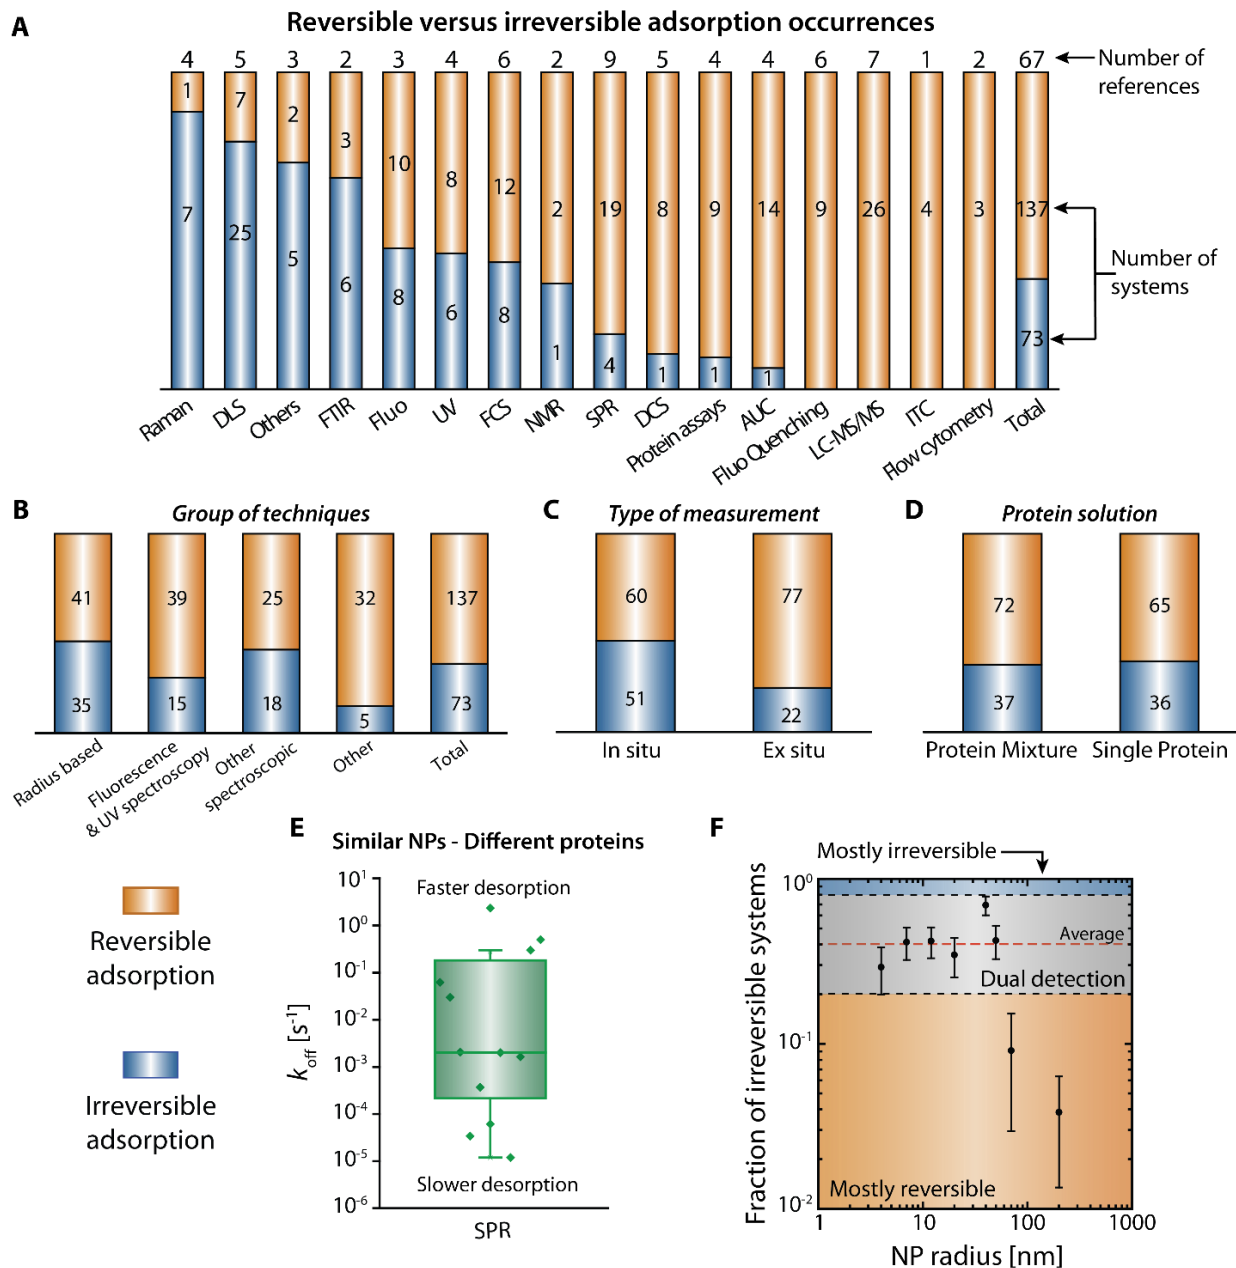 A
Reversible versus irreversible adsorption occurrences
4 5 3 2 3 4 6 2 9 5 4 4 6 7 1 2 67
Number of
references
1 7 2 3 10 8 12 2 19 8 9 14 9 26 4 3 137
7 25 5 6 8 6 8 1 4 1 1 1 73
Number of
systems
Raman DLS Others FTIR Fluo UV FCS NMR SPR DCS Protein assays AUC Fluo Quenching LC-MS/MS ITC Flow cytometry Total
B
Group of techniques
41 39 25 32 137
35 15 18 5 73
Radius based
Fluorescence
& UV spectroscopy
Other
spectroscopic
Other
Total
C
Type of measurement
60 77
51 22
In situ Ex situ
D
Protein solution
72 65
37 36
Protein Mixture Single Protein
Reversible
adsorption
Irreversible
adsorption
E
Similar NPs - Different proteins
Faster desorption
10¹
10⁰
10⁻¹
10⁻²
10⁻³
10⁻⁴
10⁻⁵
10⁻⁶
k_off [s⁻¹]
Slower desorption
SPR
F
Mostly irreversible
Fraction of irreversible systems
10⁰
10⁻¹
10⁻²
Average
Dual detection
Mostly reversible
1 10 100 1000
NP radius [nm]